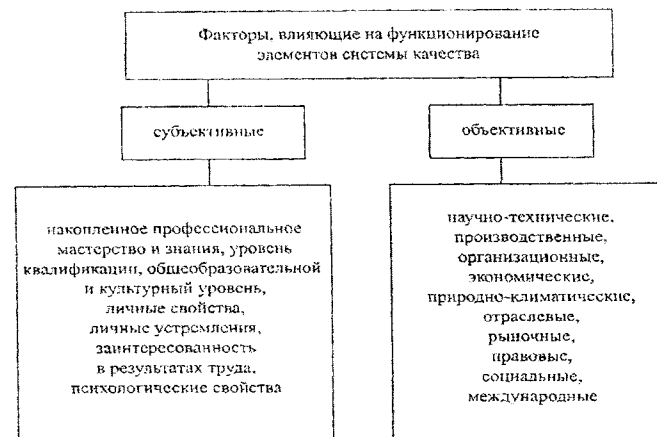 Факторы, влияющие на функционирование
элементов системы качества
субъективные
объективные
накопленное профессиональное
мастерство и знания, уровень
квалификации, общеобразовательной
и культурный уровень,
личные свойства,
личные устремления,
заинтересованность
в результатах труда,
психологические свойства
научно-технические,
производственные,
организационные,
экономические,
природно-климатические,
отраслевые,
рыночные,
правовые,
социальные,
международные